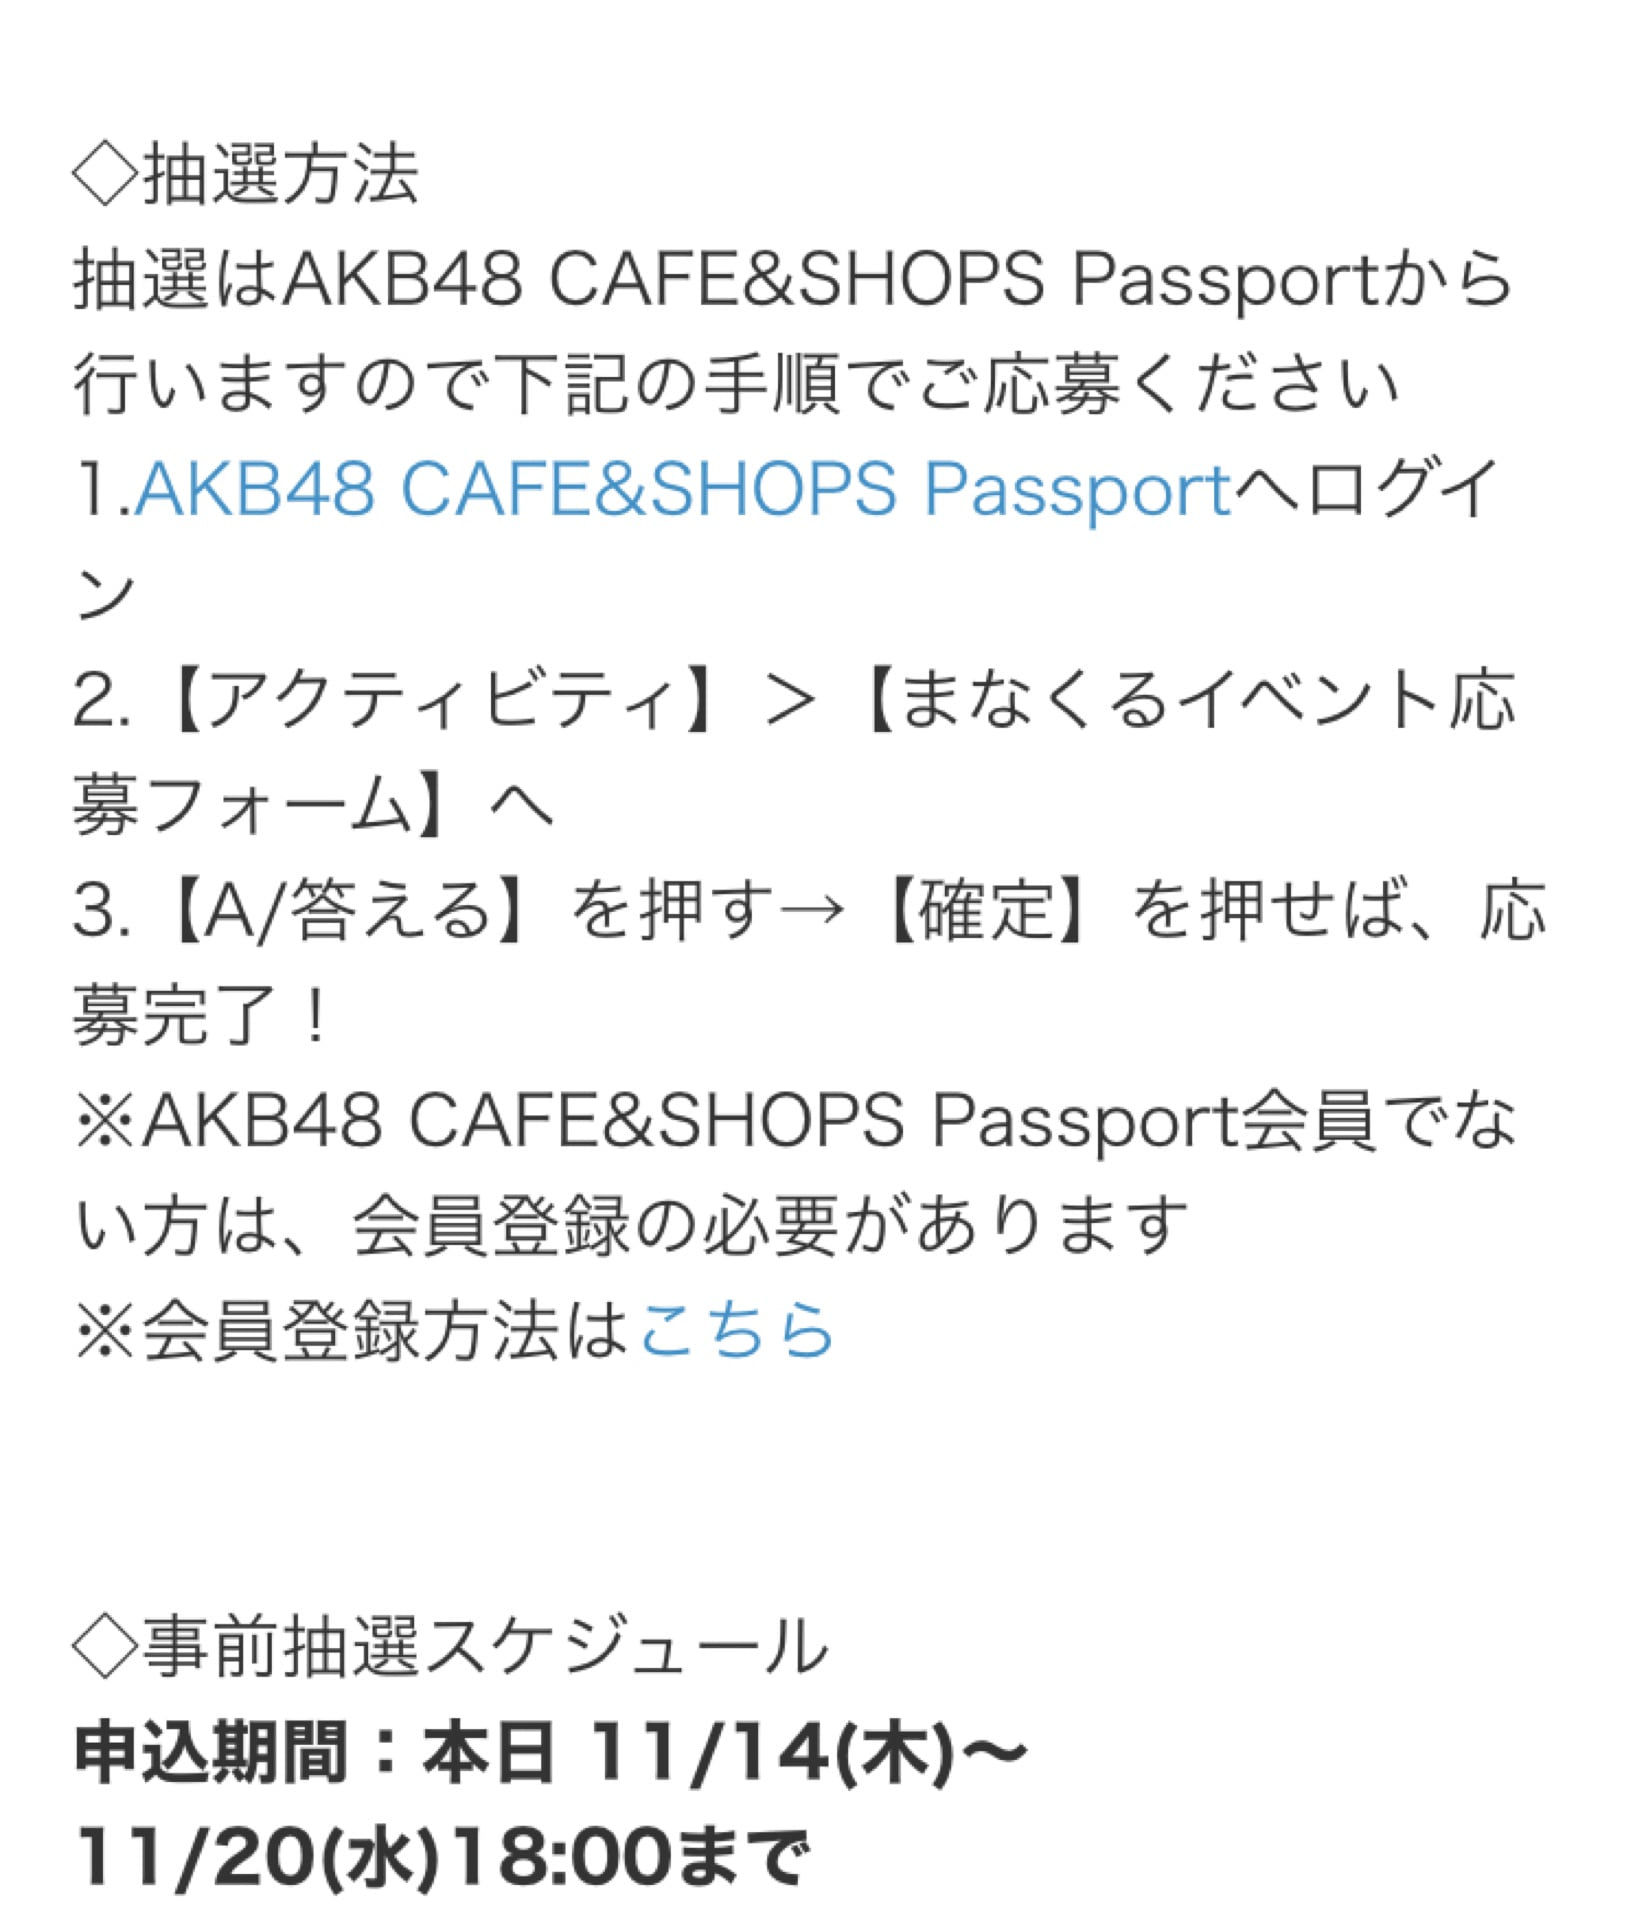 ◇抽選方法
抽選はAKB48 CAFE&SHOPS Passportから
行いますので下記の手順でご応募ください
1.AKB48 CAFE&SHOPS Passportへログイ
ン
2.【アクティビティ】＞【まなくるイベント応
募フォーム】へ
3.【A/答える】を押す→【確定】を押せば、応
募完了！
※AKB48 CAFE&SHOPS Passport会員でな
い方は、会員登録の必要があります
※会員登録方法はこちら
◇事前抽選スケジュール
申込期間：本日 11/14(木)〜
11/20(水)18:00まで